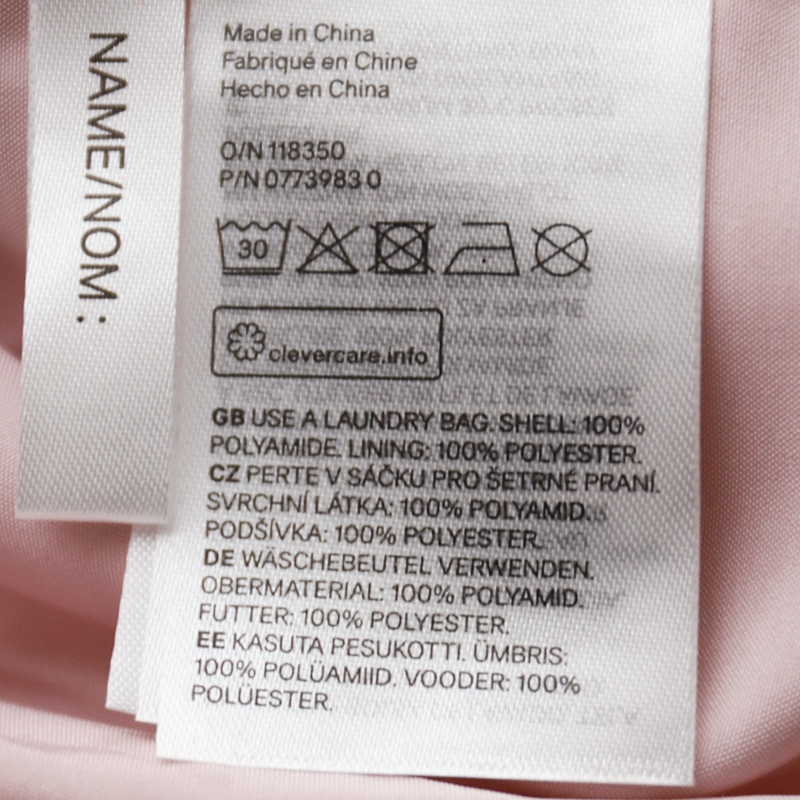 NAME/NOM :
Made in China
Fabriqué en Chine
Hecho en China
O/N 118350
P/N 0773983 0
30
clevercare.info
GB USE A LAUNDRY BAG. SHELL: 100%
POLYAMIDE. LINING: 100% POLYESTER.
CZ PERTE V SÁČKU PRO ŠETRNÉ PRANÍ.
SVRCHNÍ LÁTKA: 100% POLYAMID.
PODŠÍVKA: 100% POLYESTER.
DE WÄSCHEBEUTEL VERWENDEN.
OBERMATERIAL: 100% POLYAMID.
FUTTER: 100% POLYESTER.
EE KASUTA PESUKOTTI. ÜMBRIS:
100% POLÜAMIID. VOODER: 100%
POLÜESTER.